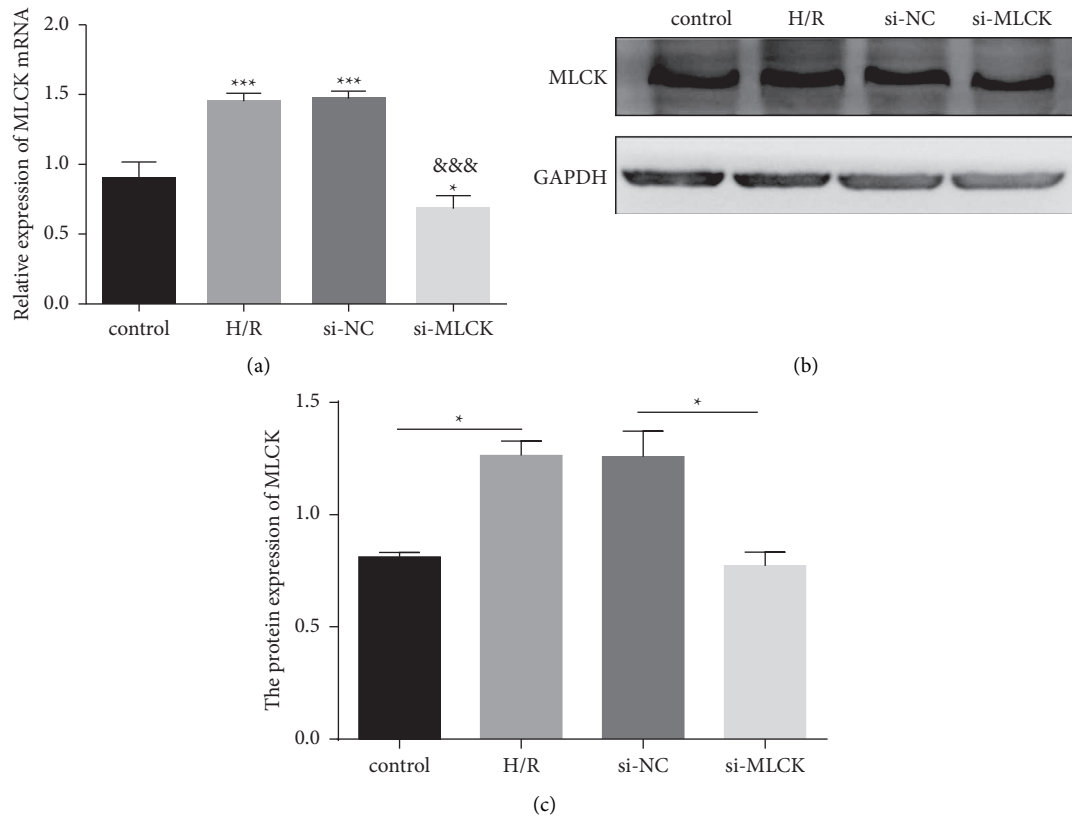 Relative expression of MLCK mRNA
2.0
1.5
1.0
0.5
0.0
***
***
&&&
*
control H/R si-NC si-MLCK
(a)
control H/R si-NC si-MLCK
MLCK
GAPDH
(b)
The protein expression of MLCK
1.5
1.0
0.5
0.0
*
*
control H/R si-NC si-MLCK
(c)